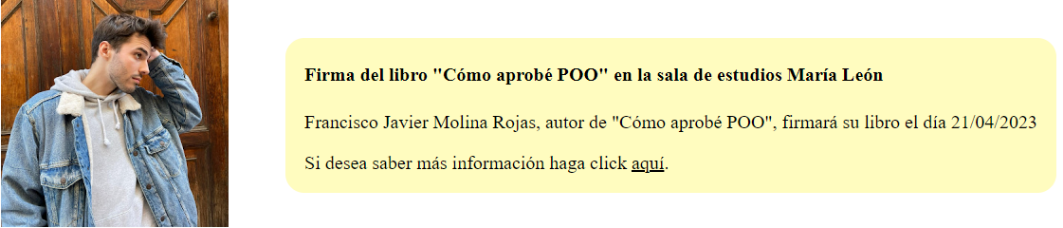 Firma del libro "Cómo aprobé POO" en la sala de estudios María León
Francisco Javier Molina Rojas, autor de "Cómo aprobé POO", firmará su libro el día 21/04/2023
Si desea saber más información haga click aquí.